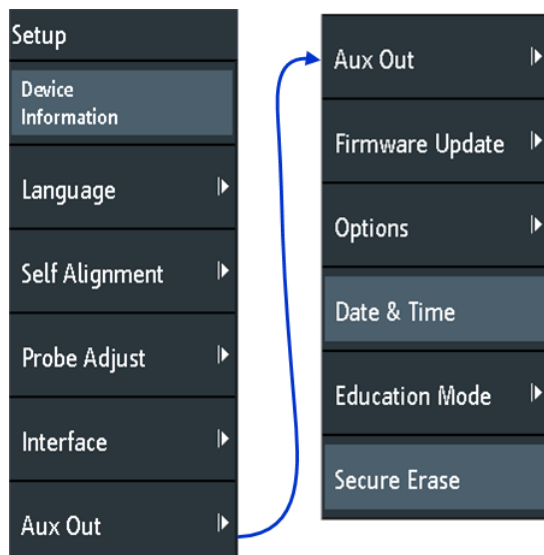 Setup
Device
Information
Language
Self Alignment
Probe Adjust
Interface
Aux Out
Aux Out
Firmware Update
Options
Date & Time
Education Mode
Secure Erase